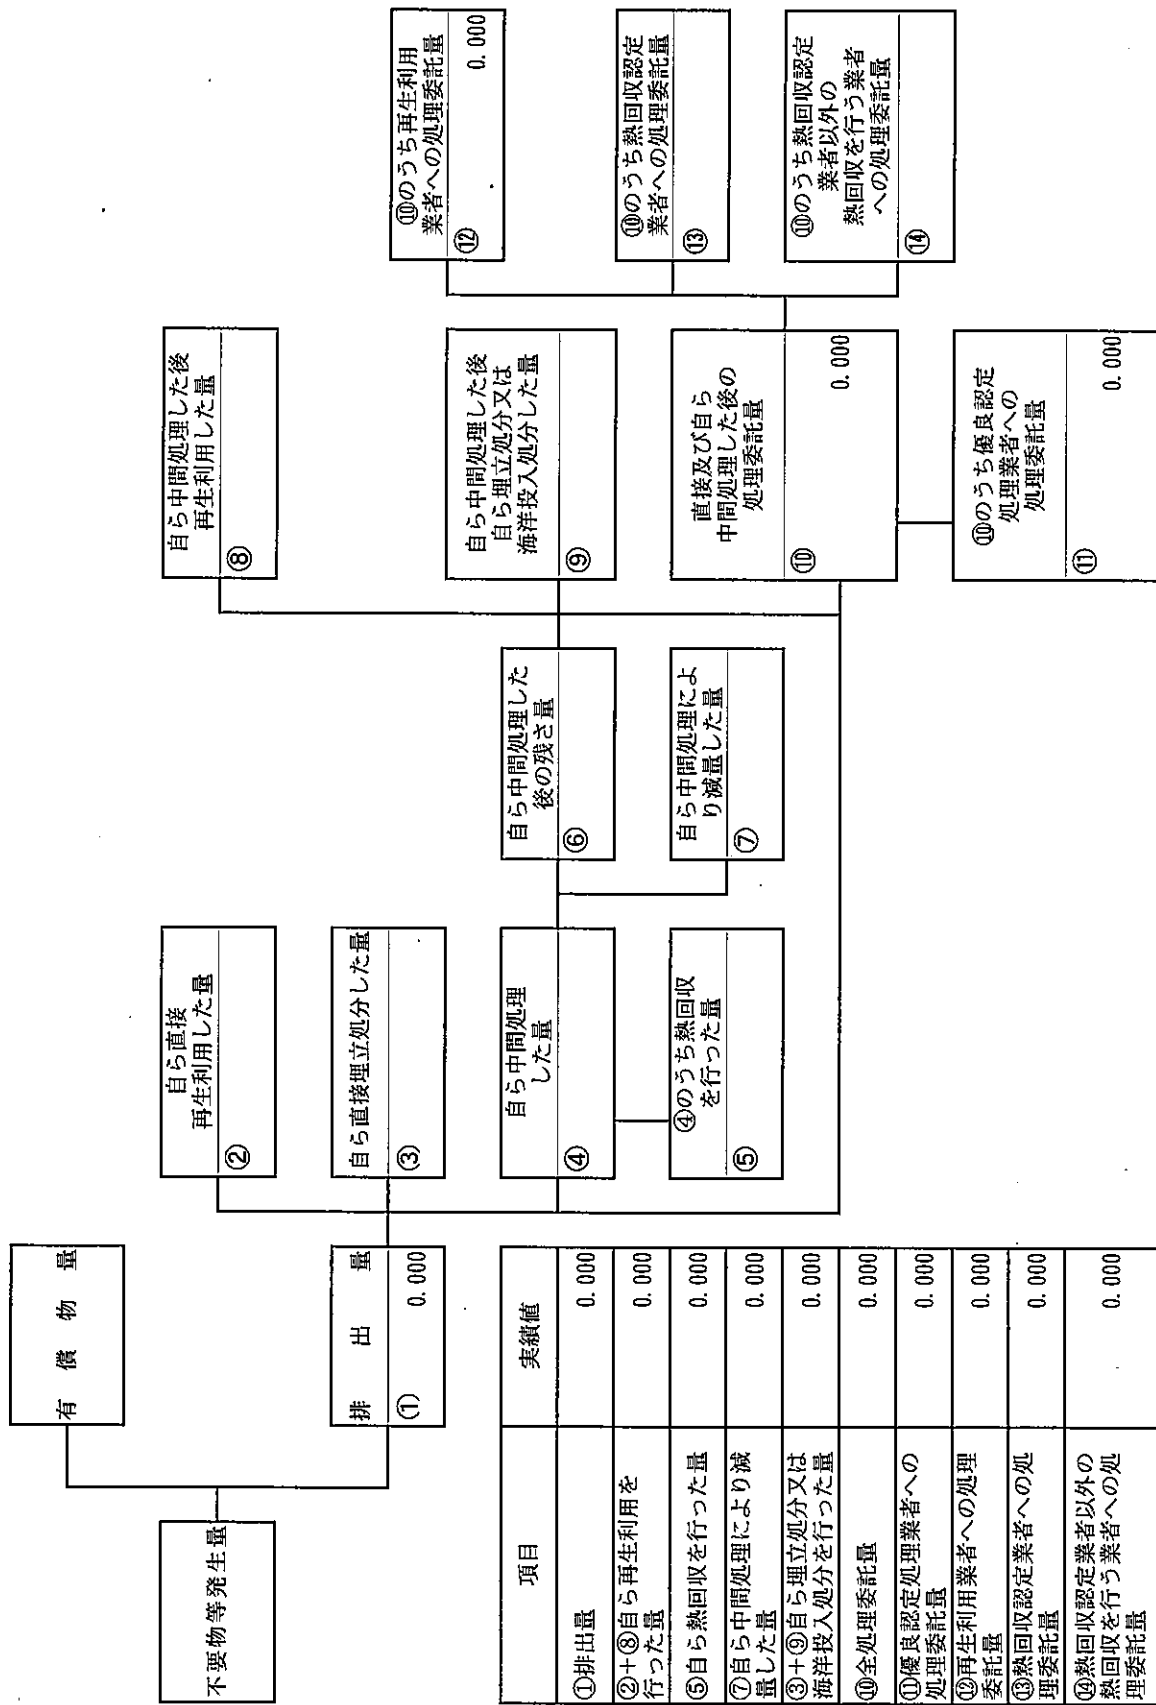 不要物等発生量
有 償 物 量
排 出 量
① 0.000
自ら直接
再生利用した量
②
自ら直接埋立処分した量
③
自ら中間処理
した量
④
④のうち熱回収
を行った量
⑤
自ら中間処理した
後の残さ量
⑥
自ら中間処理によ
り減量した量
⑦
自ら中間処理した後
再生利用した量
⑧
自ら中間処理した後
自ら埋立処分又は
海洋投入処分した量
⑨
直接及び自ら
中間処理した後の
処理委託量
⑩ 0.000
⑩のうち優良認定
処理業者への
処理委託量
⑪ 0.000
⑩のうち再生利用
業者への処理委託量
⑫ 0.000
⑩のうち熱回収認定
業者への処理委託量
⑬
⑩のうち熱回収認定
業者以外の
熱回収を行う業者
への処理委託量
⑭
項目 実績値
①排出量 0.000
②+⑧自ら再生利用を
行った量 0.000
⑤自ら熱回収を行った量 0.000
⑦自ら中間処理により減
量した量 0.000
③+⑨自ら埋立処分又は
海洋投入処分を行った量 0.000
⑩全処理委託量 0.000
⑪優良認定処理業者への
処理委託量 0.000
⑫再生利用業者への処理
委託量 0.000
⑬熱回収認定業者への処
理委託量 0.000
⑭熱回収認定業者以外の
熱回収を行う業者への処
理委託量 0.000